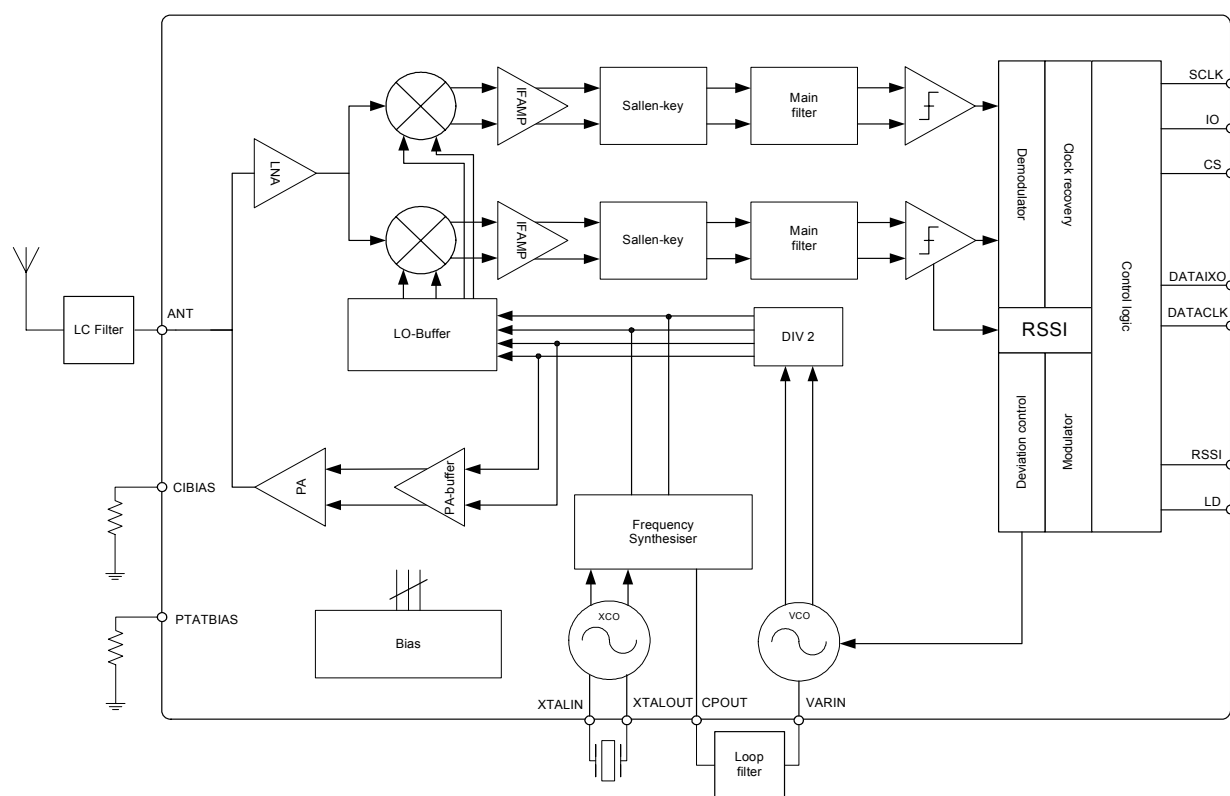 SCLK
IFAMP
Sallen-key
Main
filter
IO
Demodulator
Clock recovery
Control logic
CS
LNA
IFAMP
Sallen-key
Main
filter
DATAIXO
ANT
LC Filter
LO-Buffer
DIV 2
RSSI
DATACLK
Deviation control
Modulator
RSSI
CIBIAS
PA
PA-buffer
LD
Frequency
Synthesiser
PTATBIAS
Bias
XCO
VCO
XTALIN
XTALOUT
CPOUT
VARIN
Loop
filter